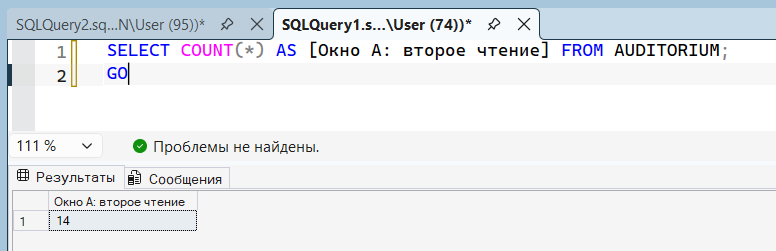 SQLQuery2.sq...N\User (95))*
SQLQuery1.s...\User (74))*
1 SELECT COUNT(*) AS [Окно A: второе чтение] FROM AUDITORIUM;
2 GO
111 %
Проблемы не найдены.
Результаты
Сообщения
Окно A: второе чтение
1 14